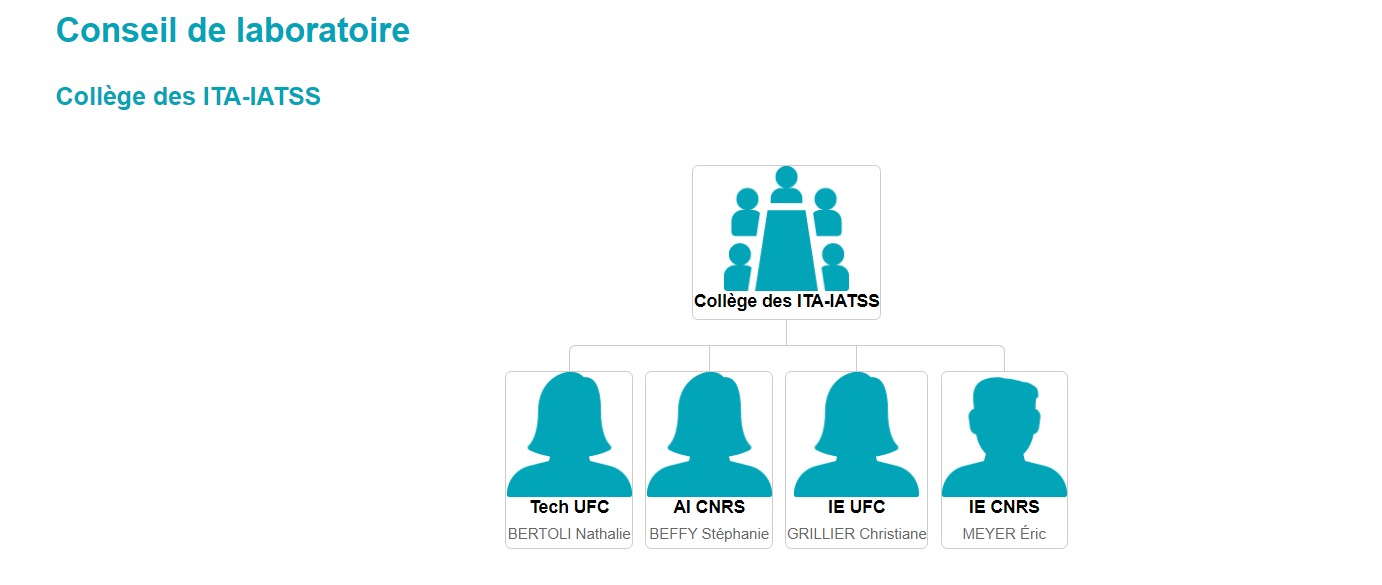 Conseil de laboratoire
Collège des ITA-IATSS
Collège des ITA-IATSS
Tech UFC
BERTOLI Nathalie
AI CNRS
BEFFY Stéphanie
IE UFC
GRILLIER Christiane
IE CNRS
MEYER Éric